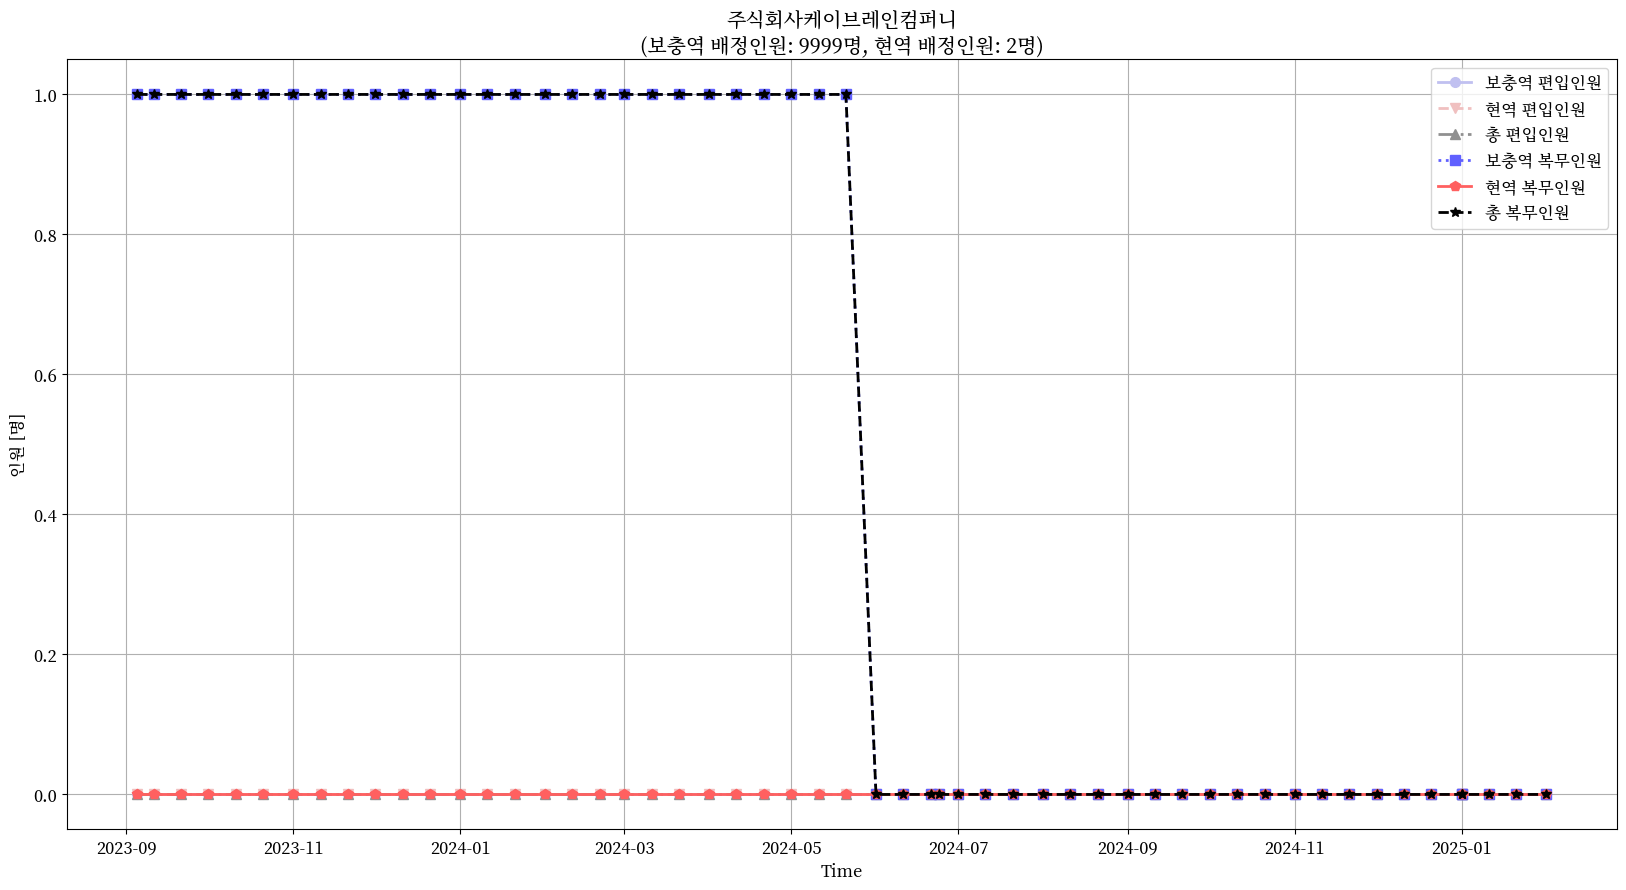 주식회사케이브레인컴퍼니
(보충역 배정인원: 9999명, 현역 배정인원: 2명)
보충역 편입인원
현역 편입인원
총 편입인원
보충역 복무인원
현역 복무인원
총 복무인원
1.0
0.8
0.6
0.4
0.2
0.0
인원 [명]
2023-09
2023-11
2024-01
2024-03
2024-05
2024-07
2024-09
2024-11
2025-01
Time